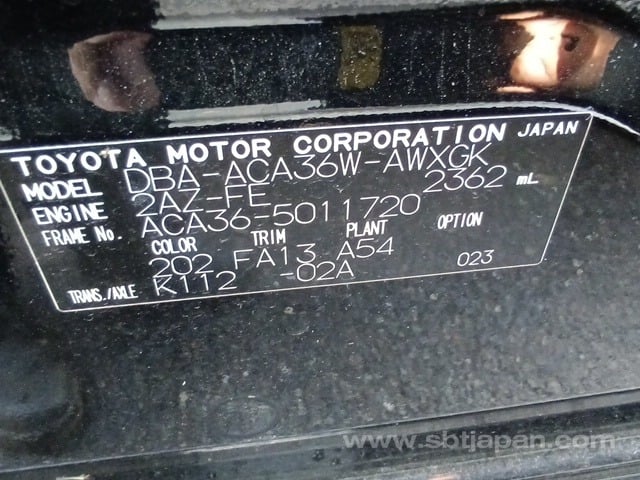 TOYOTA MOTOR CORPORATION JAPAN
MODEL DBA-ACA36W-AWXGK
ENGINE 2AZ-FE 2362 mL
FRAME No. ACA36-5011720
COLOR TRIM PLANT OPTION
202 FA13 A54
TRANS./AXLE K112 -02A 023
www.sbtjapan.com